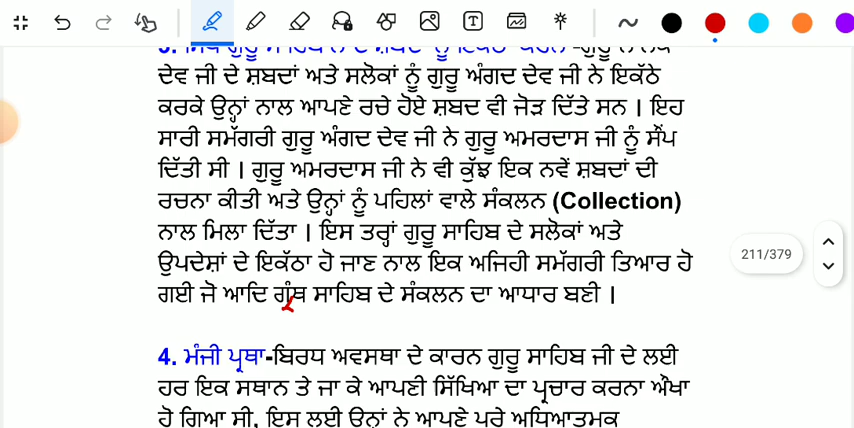 ਦੇਵ ਜੀ ਦੇ ਸ਼ਬਦਾਂ ਅਤੇ ਸਲੋਕਾਂ ਨੂੰ ਗੁਰੂ ਅੰਗਦ ਦੇਵ ਜੀ ਨੇ ਇਕੱਠੇ
ਕਰਕੇ ਉਨ੍ਹਾਂ ਨਾਲ ਆਪਣੇ ਰਚੇ ਹੋਏ ਸ਼ਬਦ ਵੀ ਜੋੜ ਦਿੱਤੇ ਸਨ । ਇਹ
ਸਾਰੀ ਸਮੱਗਰੀ ਗੁਰੂ ਅੰਗਦ ਦੇਵ ਜੀ ਨੇ ਗੁਰੂ ਅਮਰਦਾਸ ਜੀ ਨੂੰ ਸੌਂਪ
ਦਿੱਤੀ ਸੀ । ਗੁਰੂ ਅਮਰਦਾਸ ਜੀ ਨੇ ਵੀ ਕੁੱਝ ਇਕ ਨਵੇਂ ਸ਼ਬਦਾਂ ਦੀ
ਰਚਨਾ ਕੀਤੀ ਅਤੇ ਉਨ੍ਹਾਂ ਨੂੰ ਪਹਿਲਾਂ ਵਾਲੇ ਸੰਕਲਨ (Collection)
ਨਾਲ ਮਿਲਾ ਦਿੱਤਾ । ਇਸ ਤਰ੍ਹਾਂ ਗੁਰੂ ਸਾਹਿਬ ਦੇ ਸਲੋਕਾਂ ਅਤੇ
ਉਪਦੇਸ਼ਾਂ ਦੇ ਇਕੱਠਾ ਹੋ ਜਾਣ ਨਾਲ ਇਕ ਅਜਿਹੀ ਸਮੱਗਰੀ ਤਿਆਰ ਹੋ
211/379
ਗਈ ਜੋ ਆਦਿ ਗ੍ਰੰਥ ਸਾਹਿਬ ਦੇ ਸੰਕਲਨ ਦਾ ਆਧਾਰ ਬਣੀ ।
4. ਮੰਜੀ ਪ੍ਰਥਾ-ਬਿਰਧ ਅਵਸਥਾ ਦੇ ਕਾਰਨ ਗੁਰੂ ਸਾਹਿਬ ਜੀ ਦੇ ਲਈ
ਹਰ ਇਕ ਸਥਾਨ ਤੇ ਜਾ ਕੇ ਆਪਣੀ ਸਿੱਖਿਆ ਦਾ ਪ੍ਰਚਾਰ ਕਰਨਾ ਔਖਾ
ਹੋ ਗਿਆ ਸੀ, ਇਸ ਲਈ ਉਨ੍ਹਾਂ ਨੇ ਆਪਣੇ ਪੂਰੇ ਅਧਿਆਤਮਕ